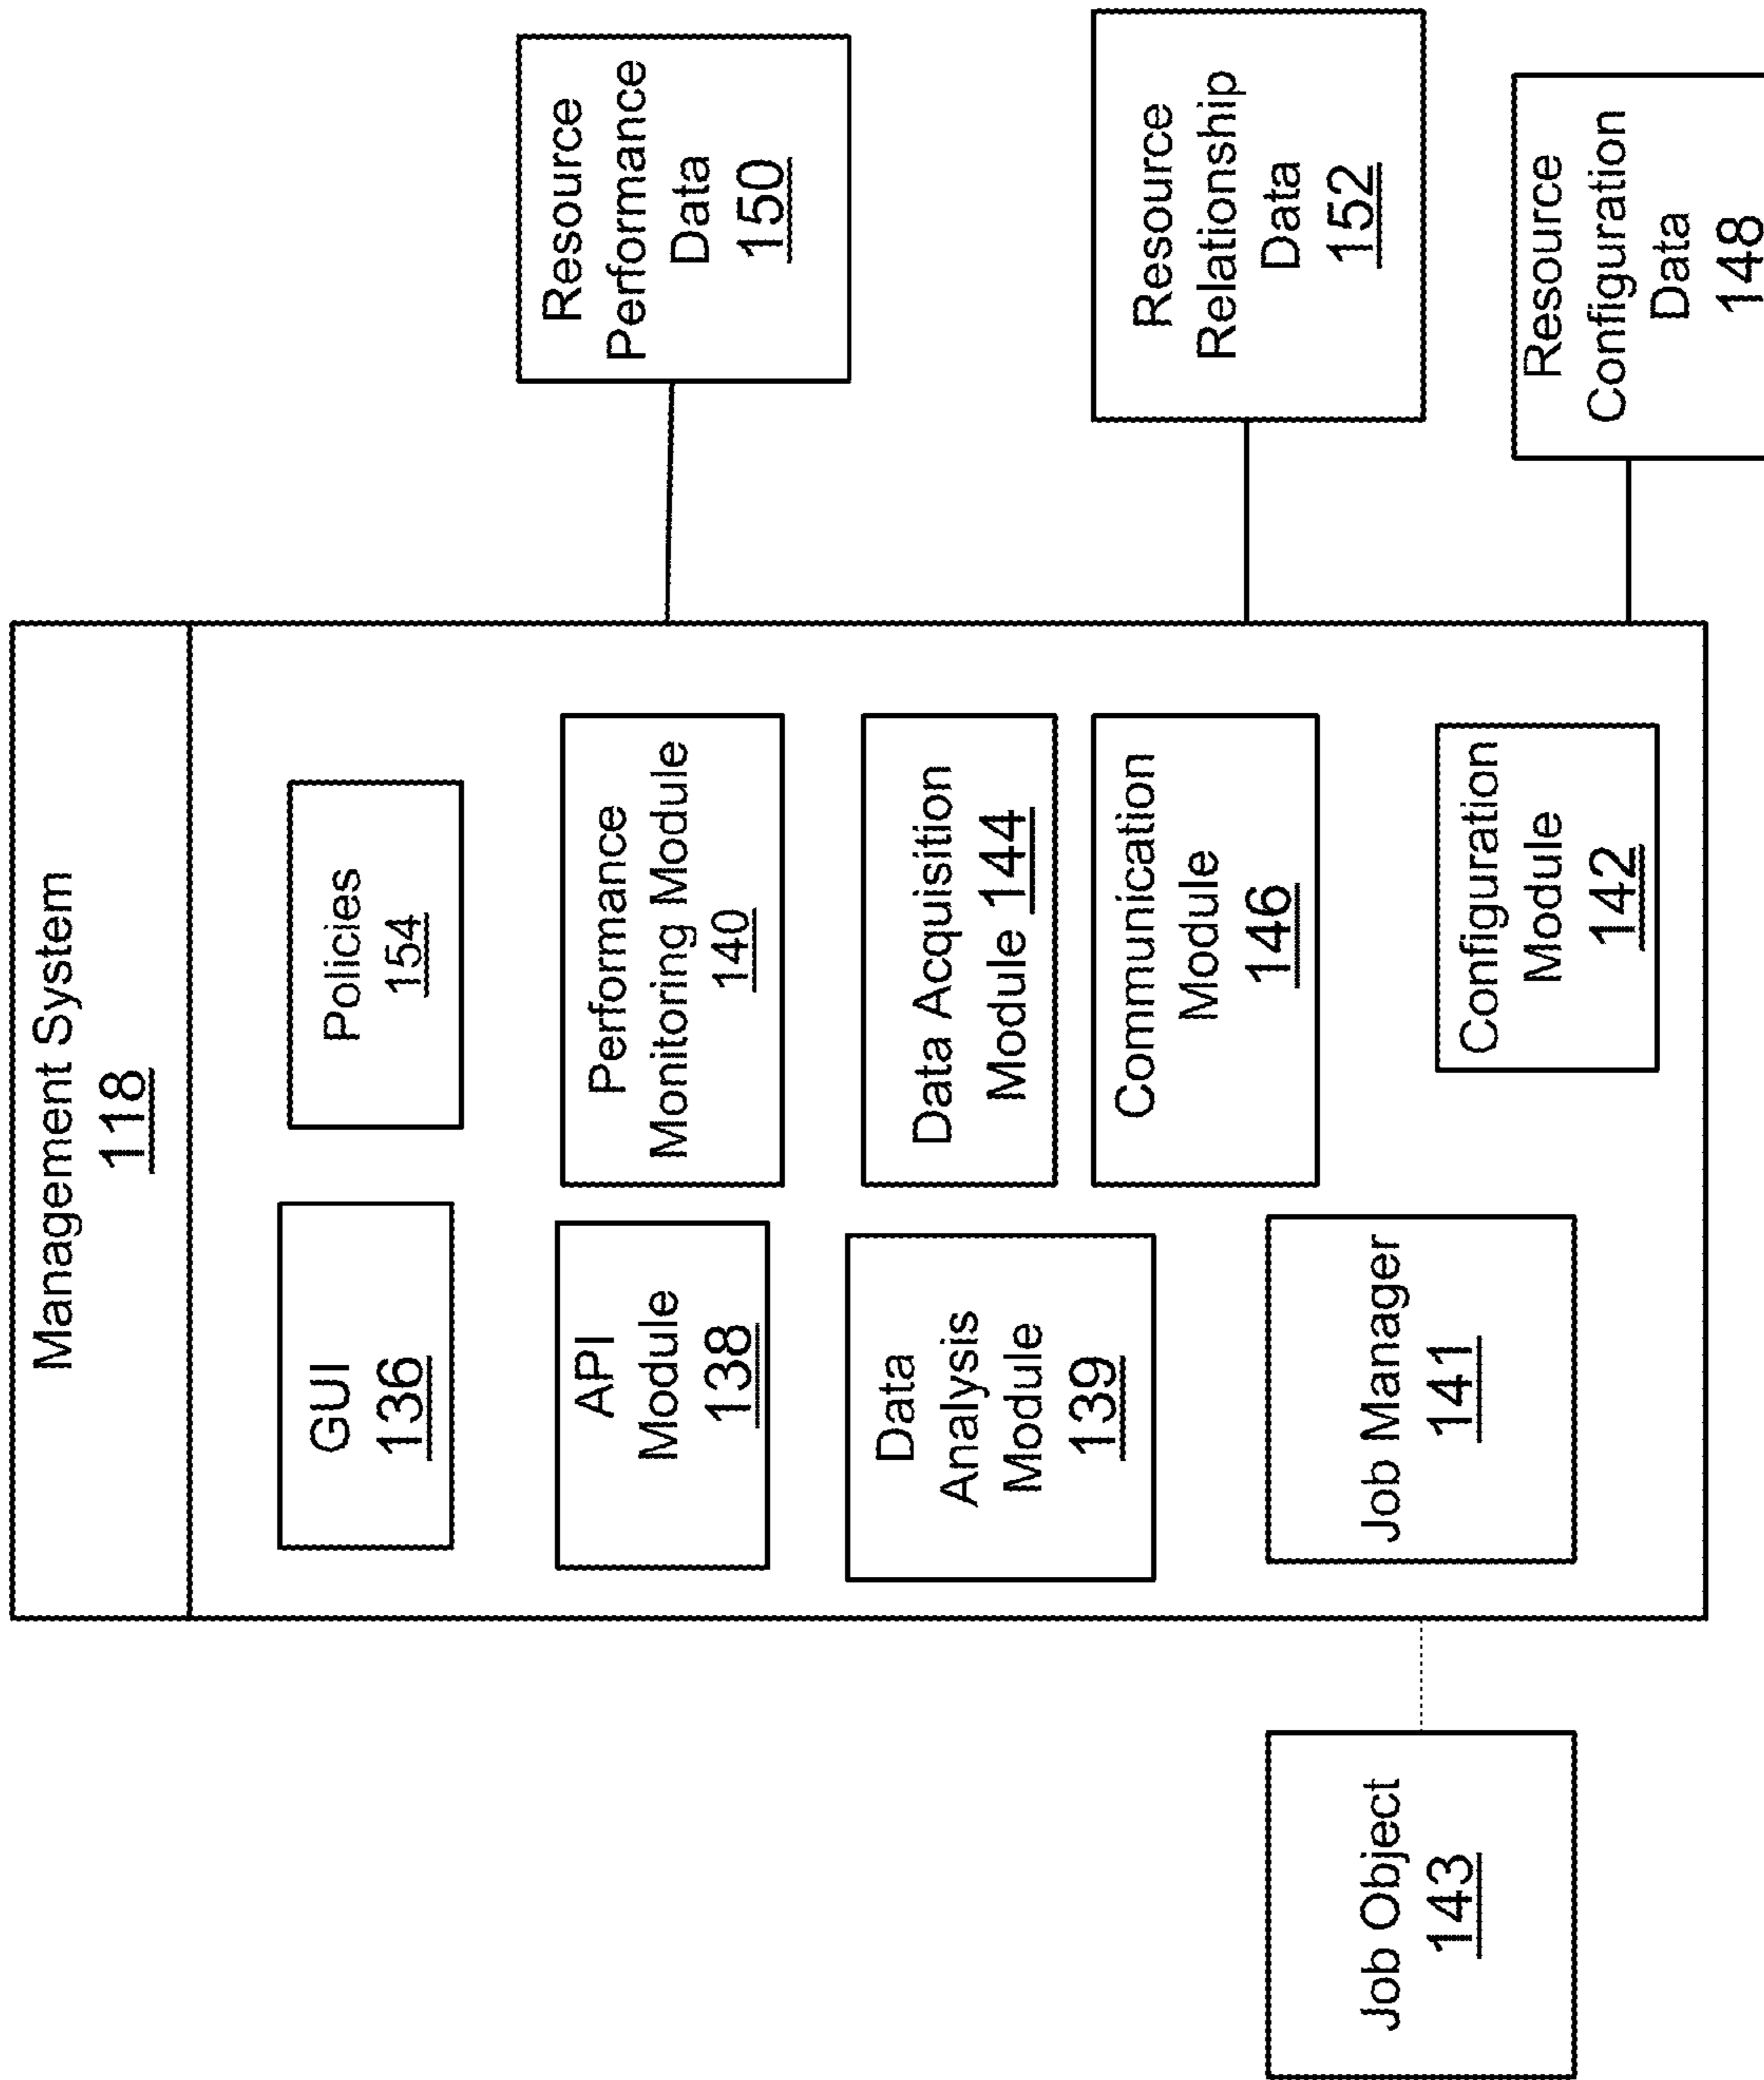 Management System
118
GUI
136
Policies
154
API
Module
138
Performance
Monitoring Module
140
Data
Analysis
Module
139
Data Acquisition
Module 144
Communication
Module
146
Job Manager
141
Configuration
Module
142
Job Object
143
Resource
Performance
Data
150
Resource
Relationship
Data
152
Resource
Configuration
Data
148